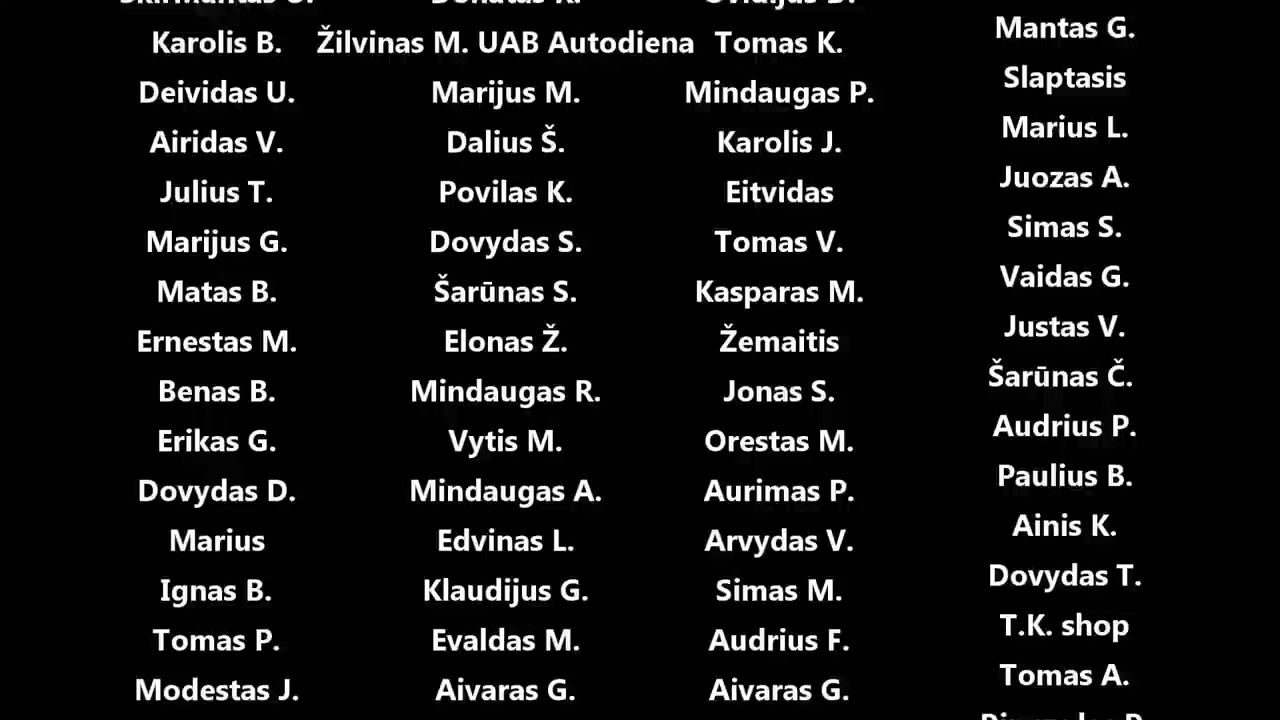 Karolis B.
Deividas U.
Airidas V.
Julius T.
Marijus G.
Matas B.
Ernestas M.
Benas B.
Erikas G.
Dovydas D.
Marius
Ignas B.
Tomas P.
Modestas J.
Žilvinas M. UAB Autodiena
Marijus M.
Dalius Š.
Povilas K.
Dovydas S.
Šarūnas S.
Elonas Ž.
Mindaugas R.
Vytis M.
Mindaugas A.
Edvinas L.
Klaudijus G.
Evaldas M.
Aivaras G.
Tomas K.
Mindaugas P.
Karolis J.
Eitvidas
Tomas V.
Kasparas M.
Žemaitis
Jonas S.
Orestas M.
Aurimas P.
Arvydas V.
Simas M.
Audrius F.
Aivaras G.
Mantas G.
Slaptasis
Marius L.
Juozas A.
Simas S.
Vaidas G.
Justas V.
Šarūnas Č.
Audrius P.
Paulius B.
Ainis K.
Dovydas T.
T.K. shop
Tomas A.